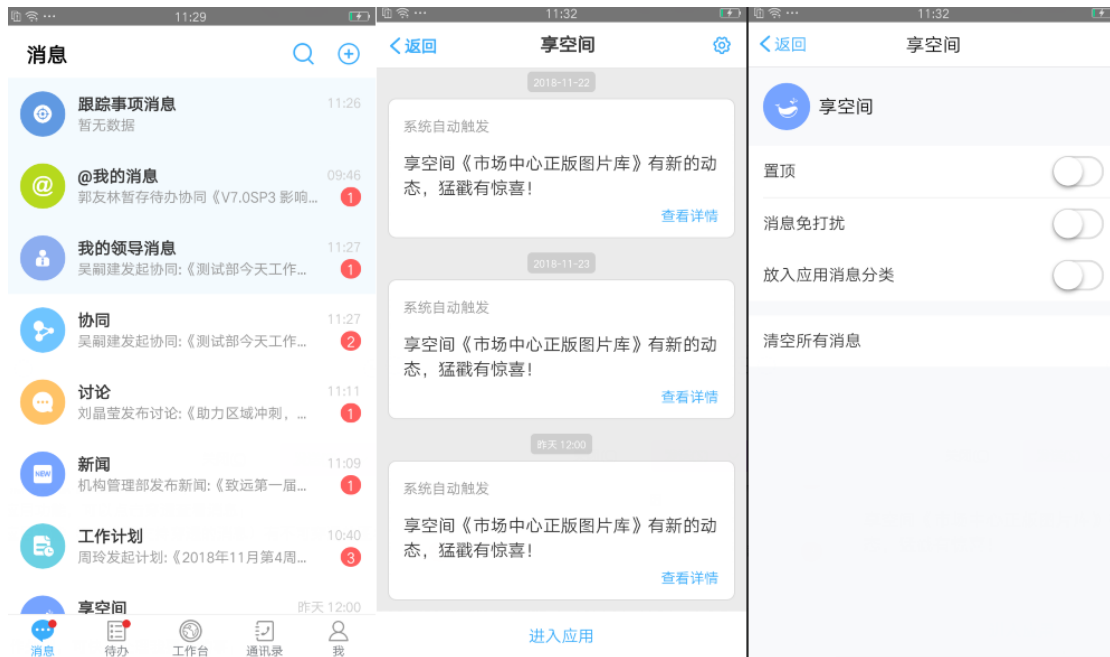 11:29
消息
跟踪事项消息
11:26
暂无数据
@
@我的消息
09:46
郭友林暂存待办协同《V7.0SP3 影响...
1
我的领导消息
11:27
吴嗣建发起协同:《测试部今天工作...
1
协同
11:27
吴嗣建发起协同:《测试部今天工作...
2
讨论
11:11
刘晶莹发布讨论:《助力区域冲刺，...
1
NEW
新闻
11:09
机构管理部发布新闻:《致远第一届...
1
工作计划
10:40
周玲发起计划:《2018年11月第4周...
3
享空间
昨天 12:00
消息
待办
工作台
通讯录
我
11:32
返回
享空间
2018-11-22
系统自动触发
享空间《市场中心正版图片库》有新的动
态，猛戳有惊喜!
查看详情
2018-11-23
系统自动触发
享空间《市场中心正版图片库》有新的动
态，猛戳有惊喜!
查看详情
昨天 12:00
系统自动触发
享空间《市场中心正版图片库》有新的动
态，猛戳有惊喜!
查看详情
进入应用
11:32
返回
享空间
享空间
置顶
消息免打扰
放入应用消息分类
清空所有消息